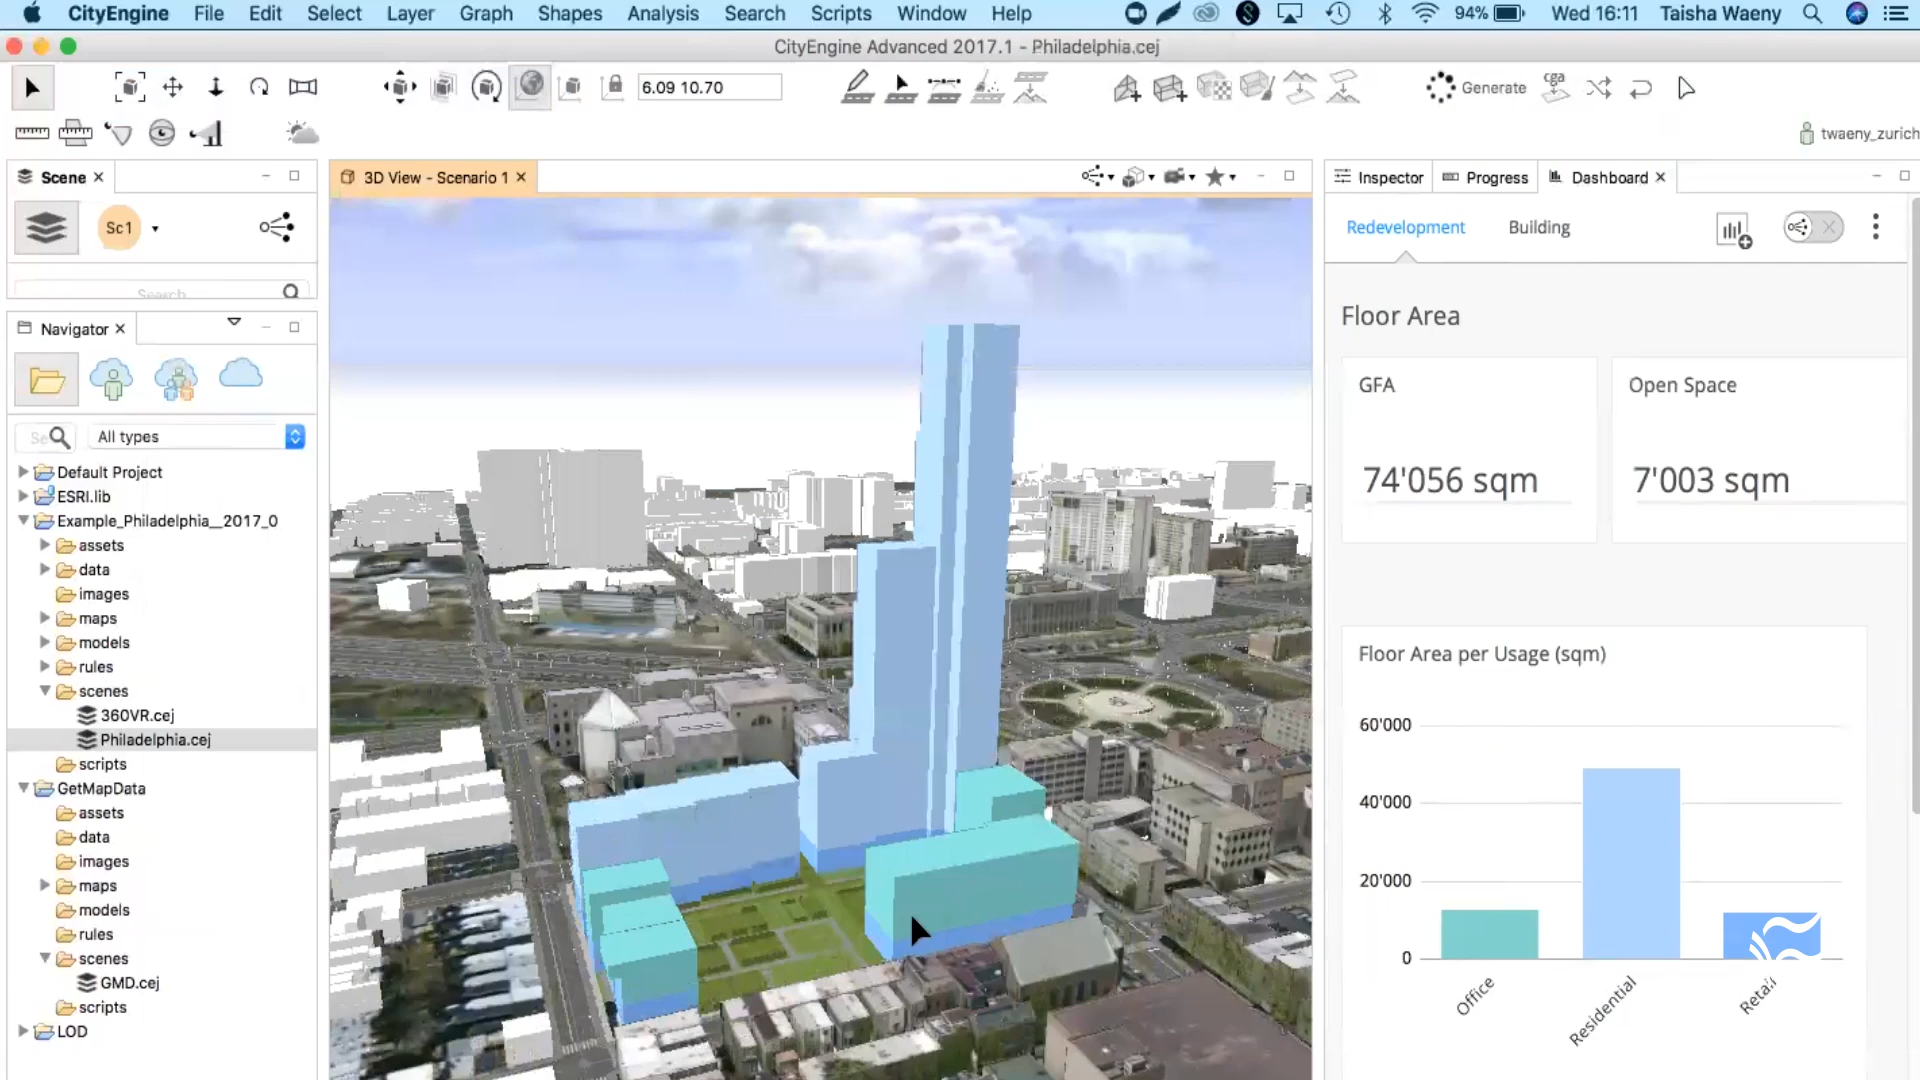 CityEngine File Edit Select Layer Graph Shapes Analysis Search Scripts Window Help 94% Wed 16:11 Taisha Waeny
CityEngine Advanced 2017.1 - Philadelphia.cej
6.09 10.70
cga
Generate
twaeny_zurich
Scene
3D View - Scenario 1
Inspector
Progress
Dashboard
Sc1
Redevelopment
Building
Search
Floor Area
Navigator
GFA
Open Space
74'056 sqm
7'003 sqm
Se
All types
Default Project
ESRI.lib
Example_Philadelphia__2017_0
assets
data
images
maps
models
rules
scenes
360VR.cej
Philadelphia.cej
scripts
GetMapData
assets
data
images
maps
models
rules
scenes
GMD.cej
scripts
LOD
Floor Area per Usage (sqm)
60'000
40'000
20'000
0
Office
Residential
Retail